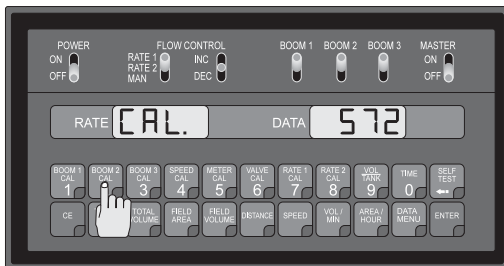 POWER FLOW CONTROL BOOM 1 BOOM 2 BOOM 3 MASTER
ON RATE 1 INC ON
RATE 2
OFF MAN DEC OFF
RATE CAL. DATA 572
BOOM 1 CAL 1 BOOM 2 CAL BOOM 3 CAL 3 SPEED CAL 4 METER CAL 5 VALVE CAL 6 RATE 1 CAL 7 RATE 2 CAL 8 VOL TANK 9 TIME 0 SELF TEST
CE TOTAL VOLUME FIELD AREA FIELD VOLUME DISTANCE SPEED VOL / MIN AREA / HOUR DATA MENU ENTER